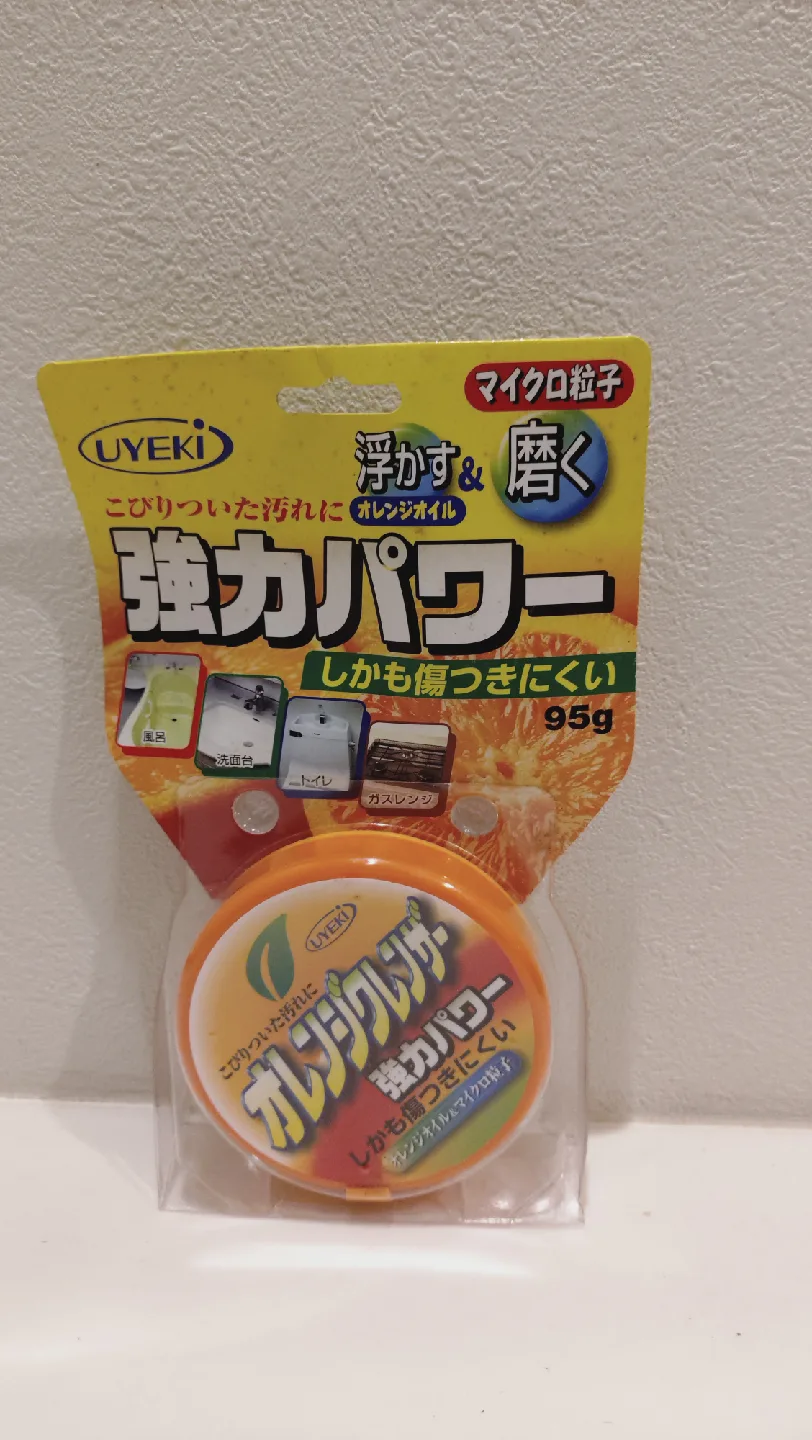 マイクロ粒子
UYEKI
浮かす&磨く
こびりついた汚れに
オレンジオイル
強力パワー
しかも傷つきにくい
95g
風呂
洗面台
トイレ
ガスレンジ
UYEKI
こびりついた汚れに
オレンジクレンザー
強力パワー
しかも傷つきにくい
オレンジオイル&マイクロ粒子